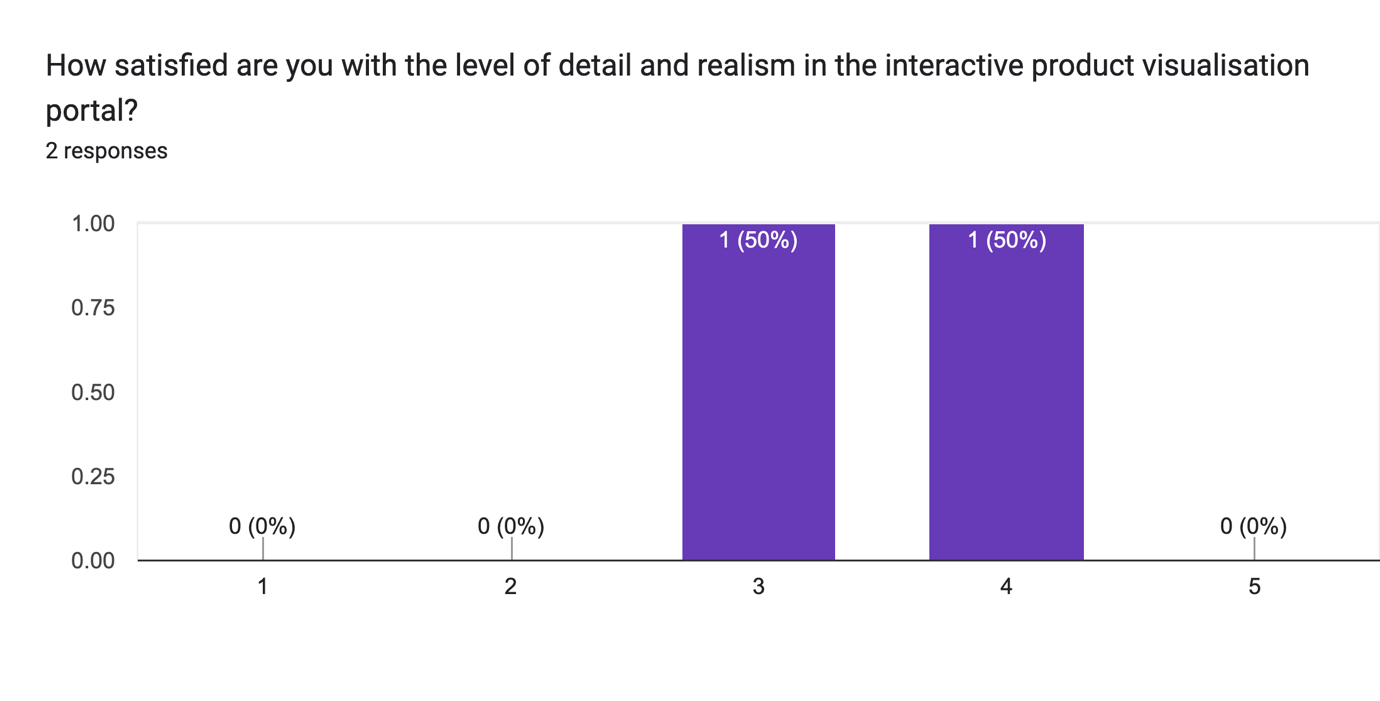 How satisfied are you with the level of detail and realism in the interactive product visualisation
portal?
2 responses
1.00
1 (50%) 1 (50%)
0.75
0.50
0.25
0 (0%) 0 (0%) 0 (0%)
0.00
1 2 3 4 5